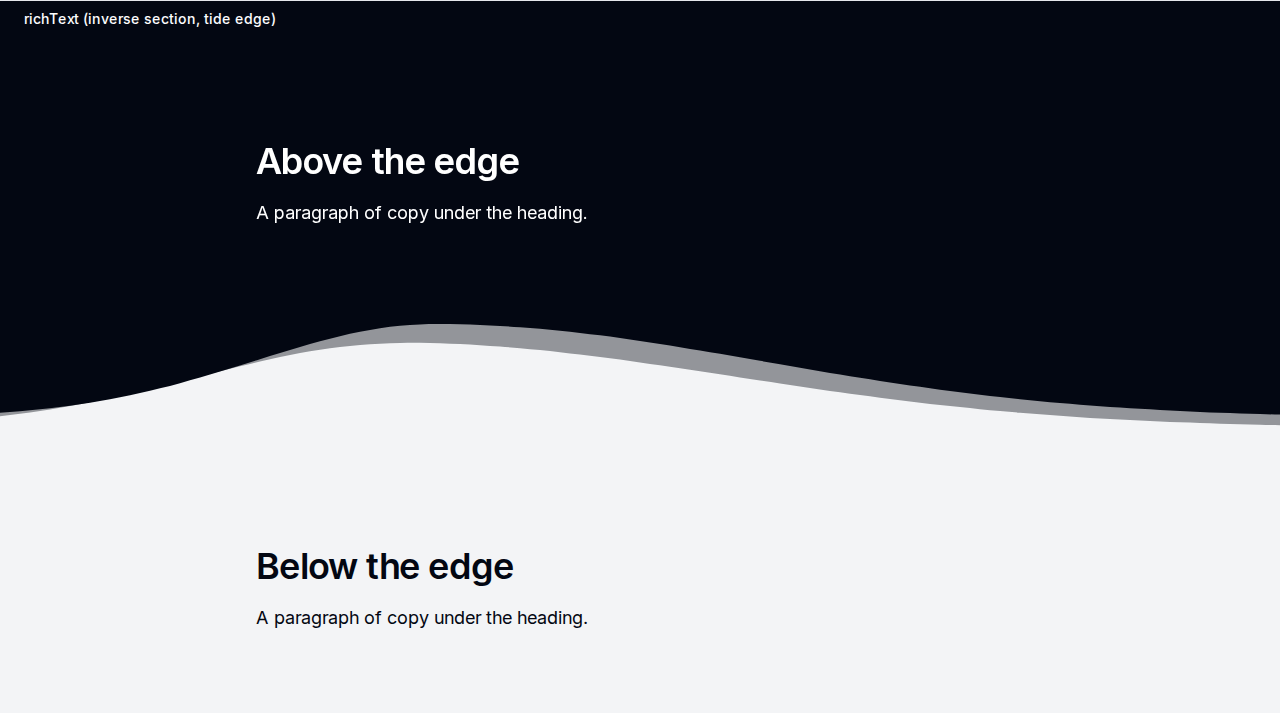 richText (inverse section, tide edge)
Above the edge
A paragraph of copy under the heading.
Below the edge
A paragraph of copy under the heading.